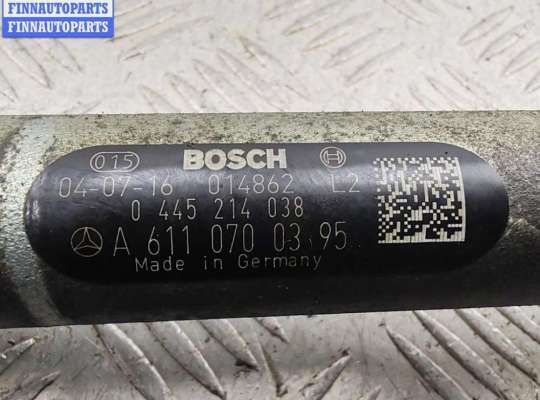 FINNAUTOPARTS
FINNAUTOPARTS
015 BOSCH
04-07-16 014862 L2
0 445 214 038
A 611 070 03 95
Made in Germany